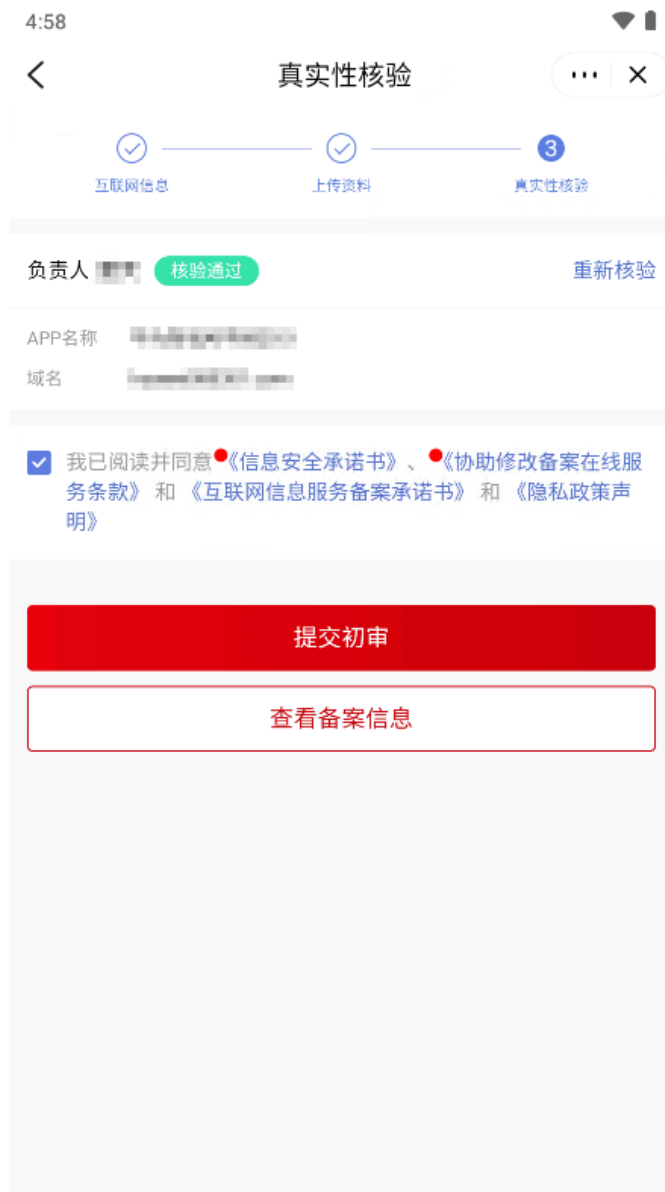 4:58
真实性核验
3
互联网信息
上传资料
真实性核验
负责人
核验通过
重新核验
APP名称
域名
我已阅读并同意《信息安全承诺书》、《协助修改备案在线服
务条款》 和 《互联网信息服务备案承诺书》 和 《隐私政策声
明》
提交初审
查看备案信息